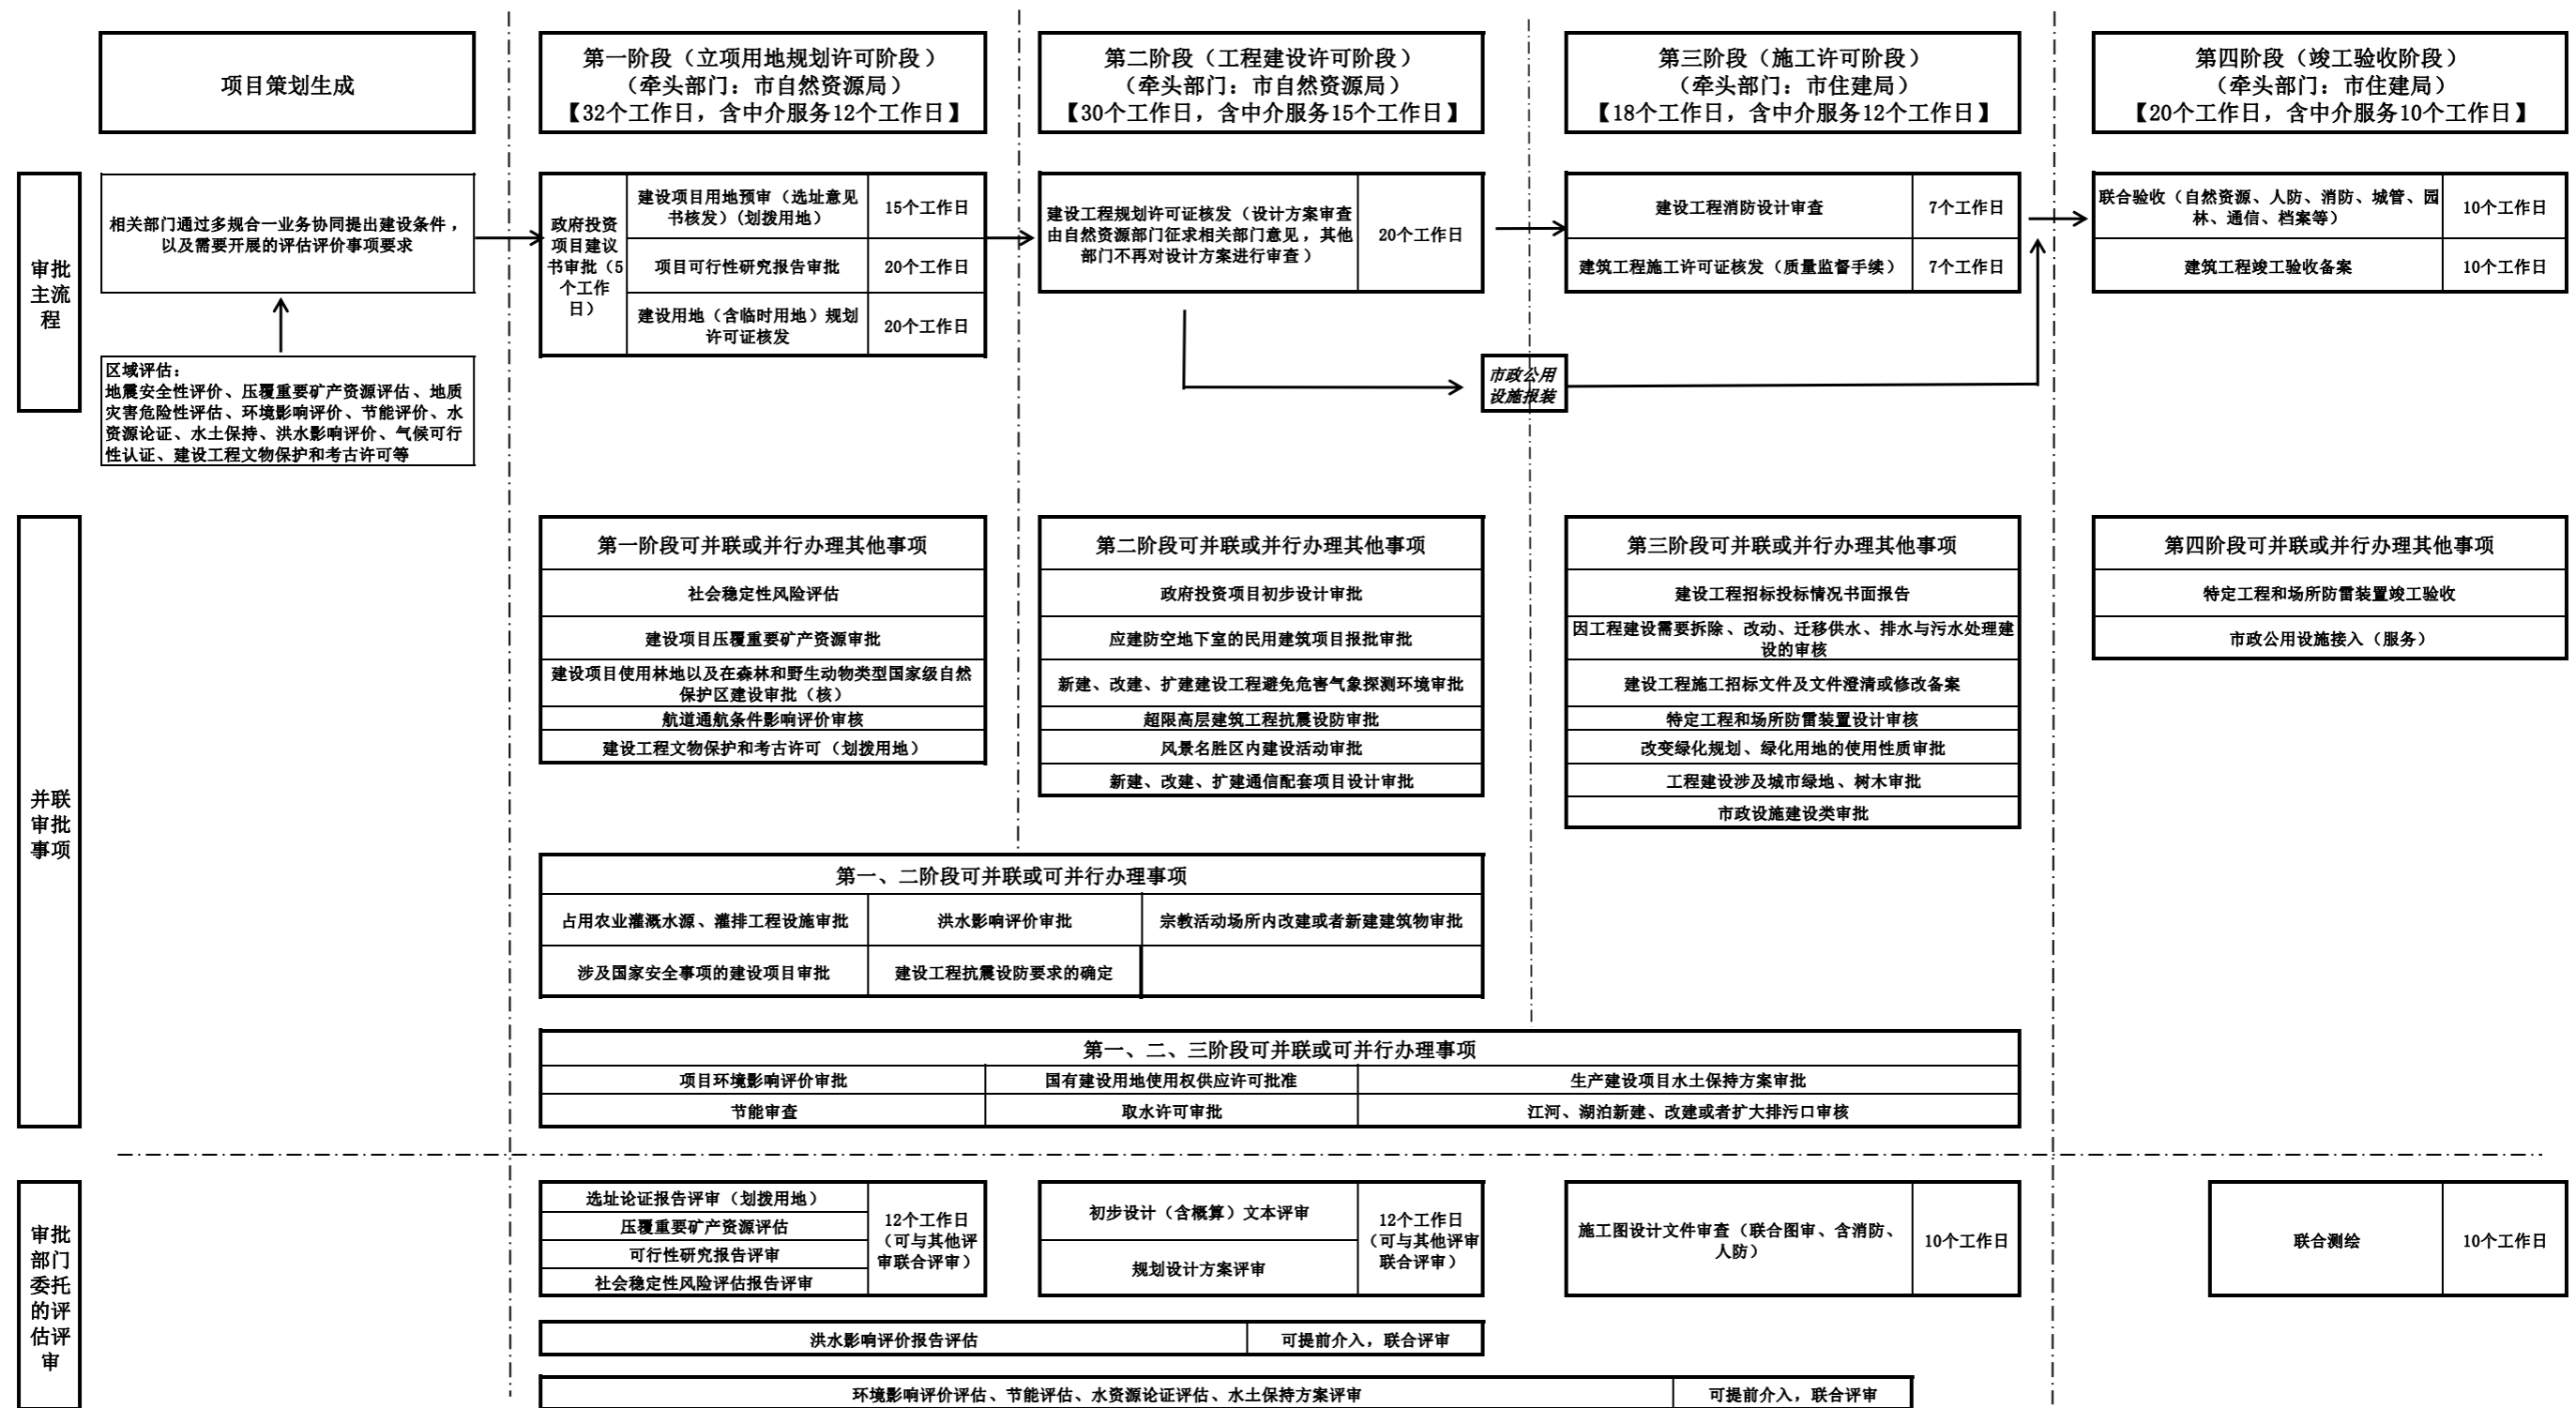 项目策划生成
第一阶段（立项用地规划许可阶段）
（牵头部门：市自然资源局）
【32个工作日，含中介服务12个工作日】
第二阶段（工程建设许可阶段）
（牵头部门：市自然资源局）
【30个工作日，含中介服务15个工作日】
第三阶段（施工许可阶段）
（牵头部门：市住建局）
【18个工作日，含中介服务12个工作日】
第四阶段（竣工验收阶段）
（牵头部门：市住建局）
【20个工作日，含中介服务10个工作日】
审批
主流
程
相关部门通过多规合一业务协同提出建设条件，
以及需要开展的评估评价事项要求
区域评估：
地震安全性评价、压覆重要矿产资源评估、地质
灾害危险性评估、环境影响评价、节能评价、水
资源论证、水土保持、洪水影响评价、气候可行
性认证、建设工程文物保护和考古许可等
政府投资
项目建议
书审批（5
个工作
日）
建设项目用地预审（选址意见
书核发）(划拨用地）
15个工作日
项目可行性研究报告审批
20个工作日
建设用地（含临时用地）规划
许可证核发
20个工作日
建设工程规划许可证核发（设计方案审查
由自然资源部门征求相关部门意见，其他
部门不再对设计方案进行审查）
20个工作日
建设工程消防设计审查
7个工作日
建筑工程施工许可证核发（质量监督手续）
7个工作日
联合验收（自然资源、人防、消防、城管、园
林、通信、档案等）
10个工作日
建筑工程竣工验收备案
10个工作日
市政公用
设施报装
并联
审批
事项
第一阶段可并联或并行办理其他事项
社会稳定性风险评估
建设项目压覆重要矿产资源审批
建设项目使用林地以及在森林和野生动物类型国家级自然
保护区建设审批（核）
航道通航条件影响评价审核
建设工程文物保护和考古许可（划拨用地）
第二阶段可并联或并行办理其他事项
政府投资项目初步设计审批
应建防空地下室的民用建筑项目报批审批
新建、改建、扩建建设工程避免危害气象探测环境审批
超限高层建筑工程抗震设防审批
风景名胜区内建设活动审批
新建、改建、扩建通信配套项目设计审批
第三阶段可并联或并行办理其他事项
建设工程招标投标情况书面报告
因工程建设需要拆除、改动、迁移供水、排水与污水处理建
设的审核
建设工程施工招标文件及文件澄清或修改备案
特定工程和场所防雷装置设计审核
改变绿化规划、绿化用地的使用性质审批
工程建设涉及城市绿地、树木审批
市政设施建设类审批
第四阶段可并联或并行办理其他事项
特定工程和场所防雷装置竣工验收
市政公用设施接入（服务）
第一、二阶段可并联或可并行办理事项
占用农业灌溉水源、灌排工程设施审批
洪水影响评价审批
宗教活动场所内改建或者新建建筑物审批
涉及国家安全事项的建设项目审批
建设工程抗震设防要求的确定
第一、二、三阶段可并联或可并行办理事项
项目环境影响评价审批
国有建设用地使用权供应许可批准
生产建设项目水土保持方案审批
节能审查
取水许可审批
江河、湖泊新建、改建或者扩大排污口审核
审批
部门
委托
的评
估评
审
选址论证报告评审（划拨用地）
压覆重要矿产资源评估
可行性研究报告评审
社会稳定性风险评估报告评审
12个工作日
（可与其他评
审联合评审）
初步设计（含概算）文本评审
规划设计方案评审
12个工作日
（可与其他评审
联合评审）
施工图设计文件审查（联合图审、含消防、
人防）
10个工作日
联合测绘
10个工作日
洪水影响评价报告评估
可提前介入，联合评审
环境影响评价评估、节能评估、水资源论证评估、水土保持方案评审
可提前介入，联合评审